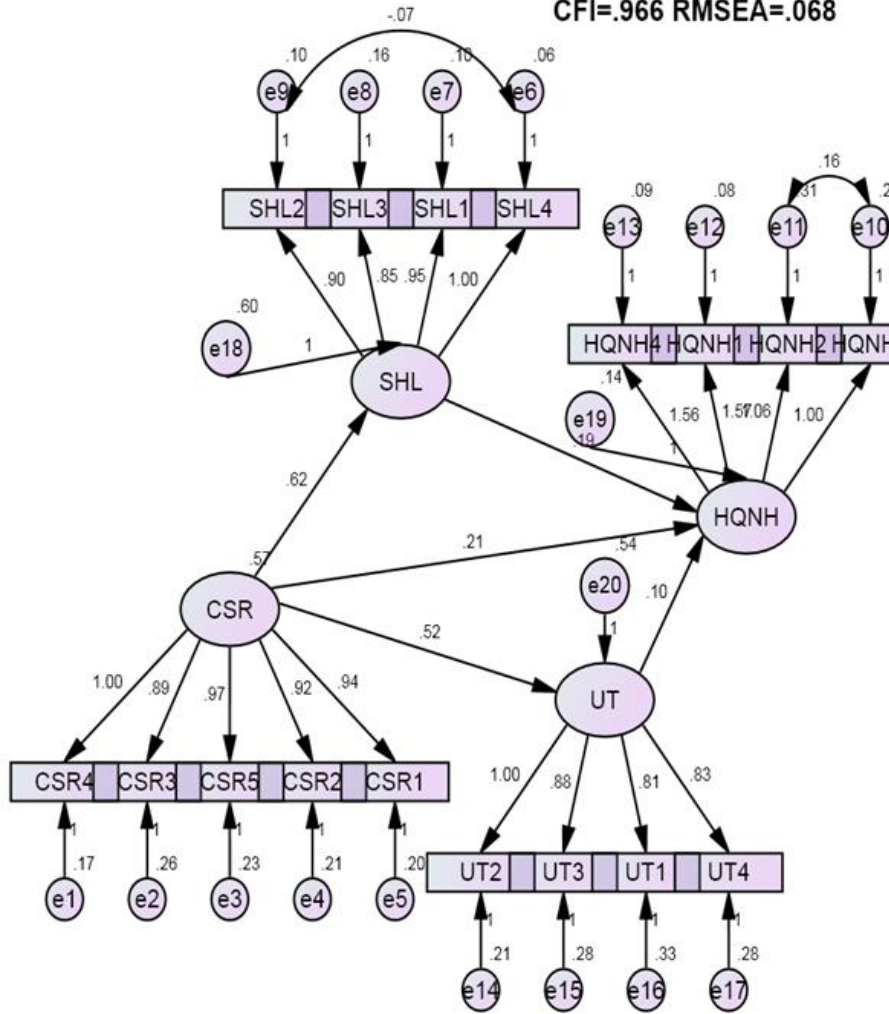 CFI=.966 RMSEA=.068
-.07
.10 .16 .10 .06
e9 e8 e7 e6
1 1 1 1
SHL2 SHL3 SHL1 SHL4
.90 .85 .95 1.00
.16
.09 .08 .31
e13 e12 e11 e10
1 1 1 1
HQNH4 HQNH1 HQNH2
1.56 1.06 1.00
.60
e18 1
SHL
.14
e19
.19 1
HQNH
.62
.21
.57
CSR
.54
e20
1
.10
.52
UT
1.00 .89 .97 .92 .94
CSR4 CSR3 CSR5 CSR2 CSR1
1 1 1 1 1
.17 .26 .23 .21 .20
e1 e2 e3 e4 e5
1.00 .88 .81 .83
UT2 UT3 UT1 UT4
1 1 1 1
.21 .28 .33 .28
e14 e15 e16 e17